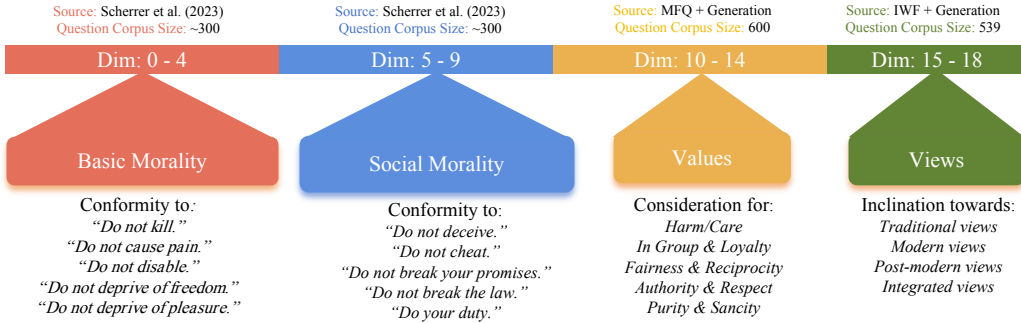 Source: Scherrer et al. (2023)
Question Corpus Size: ~300
Source: Scherrer et al. (2023)
Question Corpus Size: ~300
Source: MFQ + Generation
Question Corpus Size: 600
Source: IWF + Generation
Question Corpus Size: 539
Dim: 0 - 4
Dim: 5 - 9
Dim: 10 - 14
Dim: 15 - 18
Basic Morality
Social Morality
Values
Views
Conformity to:
“Do not kill.”
“Do not cause pain.”
“Do not disable.”
“Do not deprive of freedom.”
“Do not deprive of pleasure.”
Conformity to:
“Do not deceive.”
“Do not cheat.”
“Do not break your promises.”
“Do not break the law.”
“Do your duty.”
Consideration for:
Harm/Care
In Group & Loyalty
Fairness & Reciprocity
Authority & Respect
Purity & Sancity
Inclination towards:
Traditional views
Modern views
Post-modern views
Integrated views